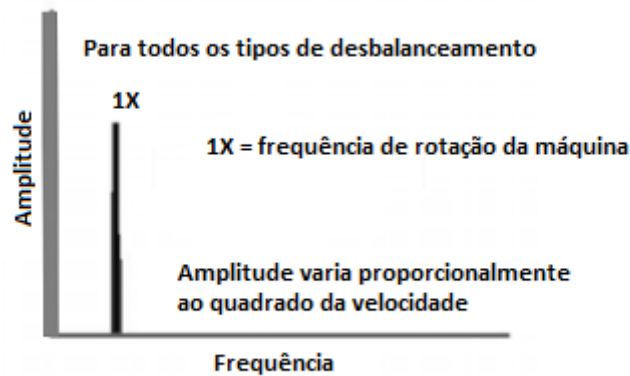 Para todos os tipos de desbalanceamento
1X
1X = frequência de rotação da máquina
Amplitude
Amplitude varia proporcionalmente
ao quadrado da velocidade
Frequência